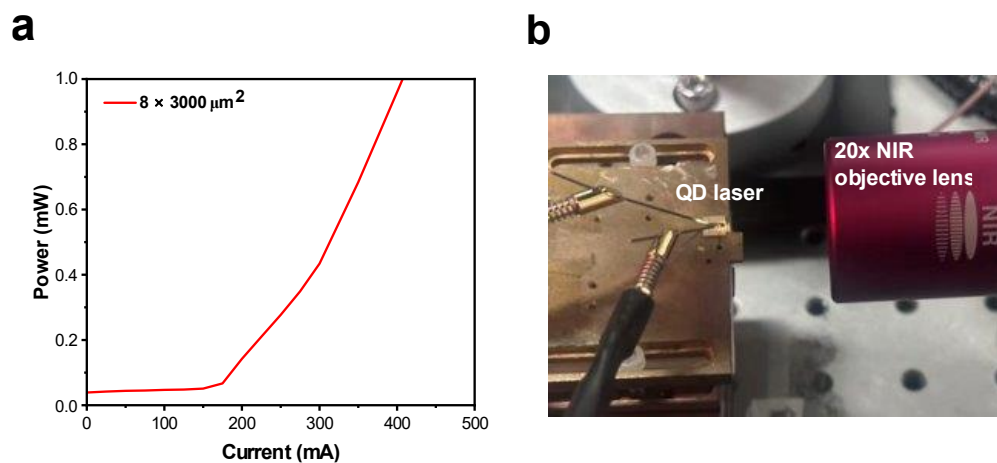 a
b
8 × 3000 μm²
1.0
0.8
0.6
0.4
0.2
0.0
Power (mW)
0
100
200
300
400
500
Current (mA)
QD laser
20x NIR
objective lens
NIR